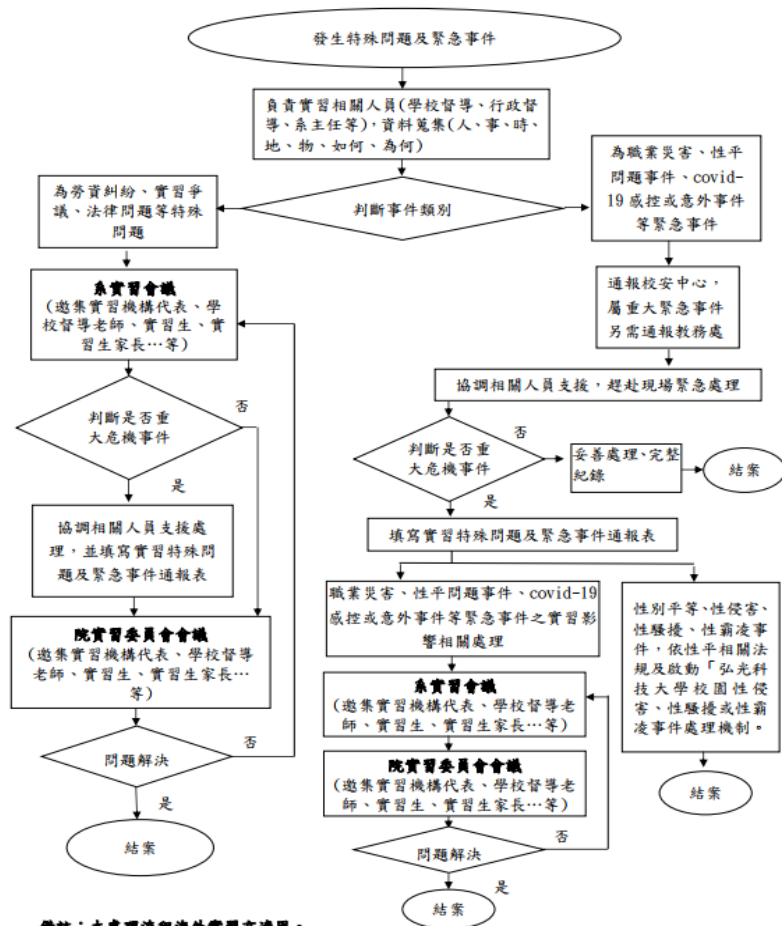 發生特殊問題及緊急事件
負責實習相關人員(學校督導、行政督
導、系主任等)，資料蒐集(人、事、時、
地、物、如何、為何)
判斷事件類別
為勞資糾紛、實習爭
議、法律問題等特殊
問題
系實習會議
(邀集實習機構代表、學
校督導老師、實習生、實
習生家長…等)
判斷是否重
大危機事件
否
是
協調相關人員支援處
理，並填寫實習特殊問
題及緊急事件通報表
院實習委員會會議
(邀集實習機構代表、學校督導
老師、實習生、實習生家長…
等)
問題解決
否
是
結案
為職業災害、性平
問題事件、covid-
19 感控或意外事件
等緊急事件
通報校安中心，
屬重大緊急事件
另需通報教務處
協調相關人員支援，趕赴現場緊急處理
判斷是否重
大危機事件
否
妥善處理、完整
紀錄
結案
是
填寫實習特殊問題及緊急事件通報表
職業災害、性平問題事件、covid-19
感控或意外事件等緊急事件之實習影
響相關處理
系實習會議
(邀集實習機構代表、學校督導老
師、實習生、實習生家長…等)
院實習委員會會議
(邀集實習機構代表、學校督導老
師、實習生、實習生家長…等)
問題解決
否
是
結案
性別平等、性侵害、
性騷擾、性霸凌事
件，依性平相關法
規及啟動「弘光科
技大學校園性侵
害、性騷擾或性霸
凌事件處理機制。
結案